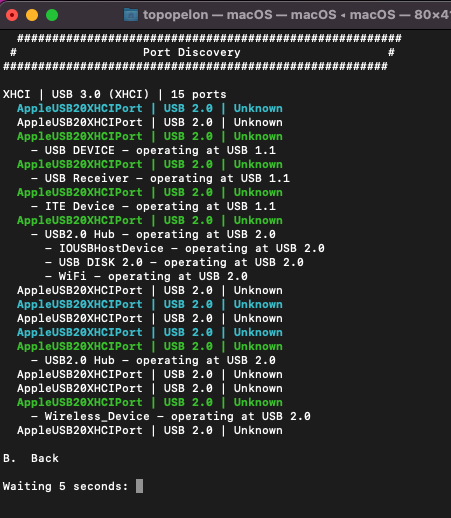 topopelon — macOS — macOS ◂ macOS — 80×4
#######################################################
# Port Discovery #
#######################################################
XHCI | USB 3.0 (XHCI) | 15 ports
AppleUSB20XHCIPort | USB 2.0 | Unknown
AppleUSB20XHCIPort | USB 2.0 | Unknown
AppleUSB20XHCIPort | USB 2.0 | Unknown
- USB DEVICE - operating at USB 1.1
AppleUSB20XHCIPort | USB 2.0 | Unknown
- USB Receiver - operating at USB 1.1
AppleUSB20XHCIPort | USB 2.0 | Unknown
- ITE Device - operating at USB 1.1
AppleUSB20XHCIPort | USB 2.0 | Unknown
- USB2.0 Hub - operating at USB 2.0
- IOUSBHostDevice - operating at USB 2.0
- USB DISK 2.0 - operating at USB 2.0
- WiFi - operating at USB 2.0
AppleUSB20XHCIPort | USB 2.0 | Unknown
AppleUSB20XHCIPort | USB 2.0 | Unknown
AppleUSB20XHCIPort | USB 2.0 | Unknown
AppleUSB20XHCIPort | USB 2.0 | Unknown
AppleUSB20XHCIPort | USB 2.0 | Unknown
- USB2.0 Hub - operating at USB 2.0
AppleUSB20XHCIPort | USB 2.0 | Unknown
AppleUSB20XHCIPort | USB 2.0 | Unknown
AppleUSB20XHCIPort | USB 2.0 | Unknown
- Wireless_Device - operating at USB 2.0
AppleUSB20XHCIPort | USB 2.0 | Unknown
B. Back
Waiting 5 seconds: